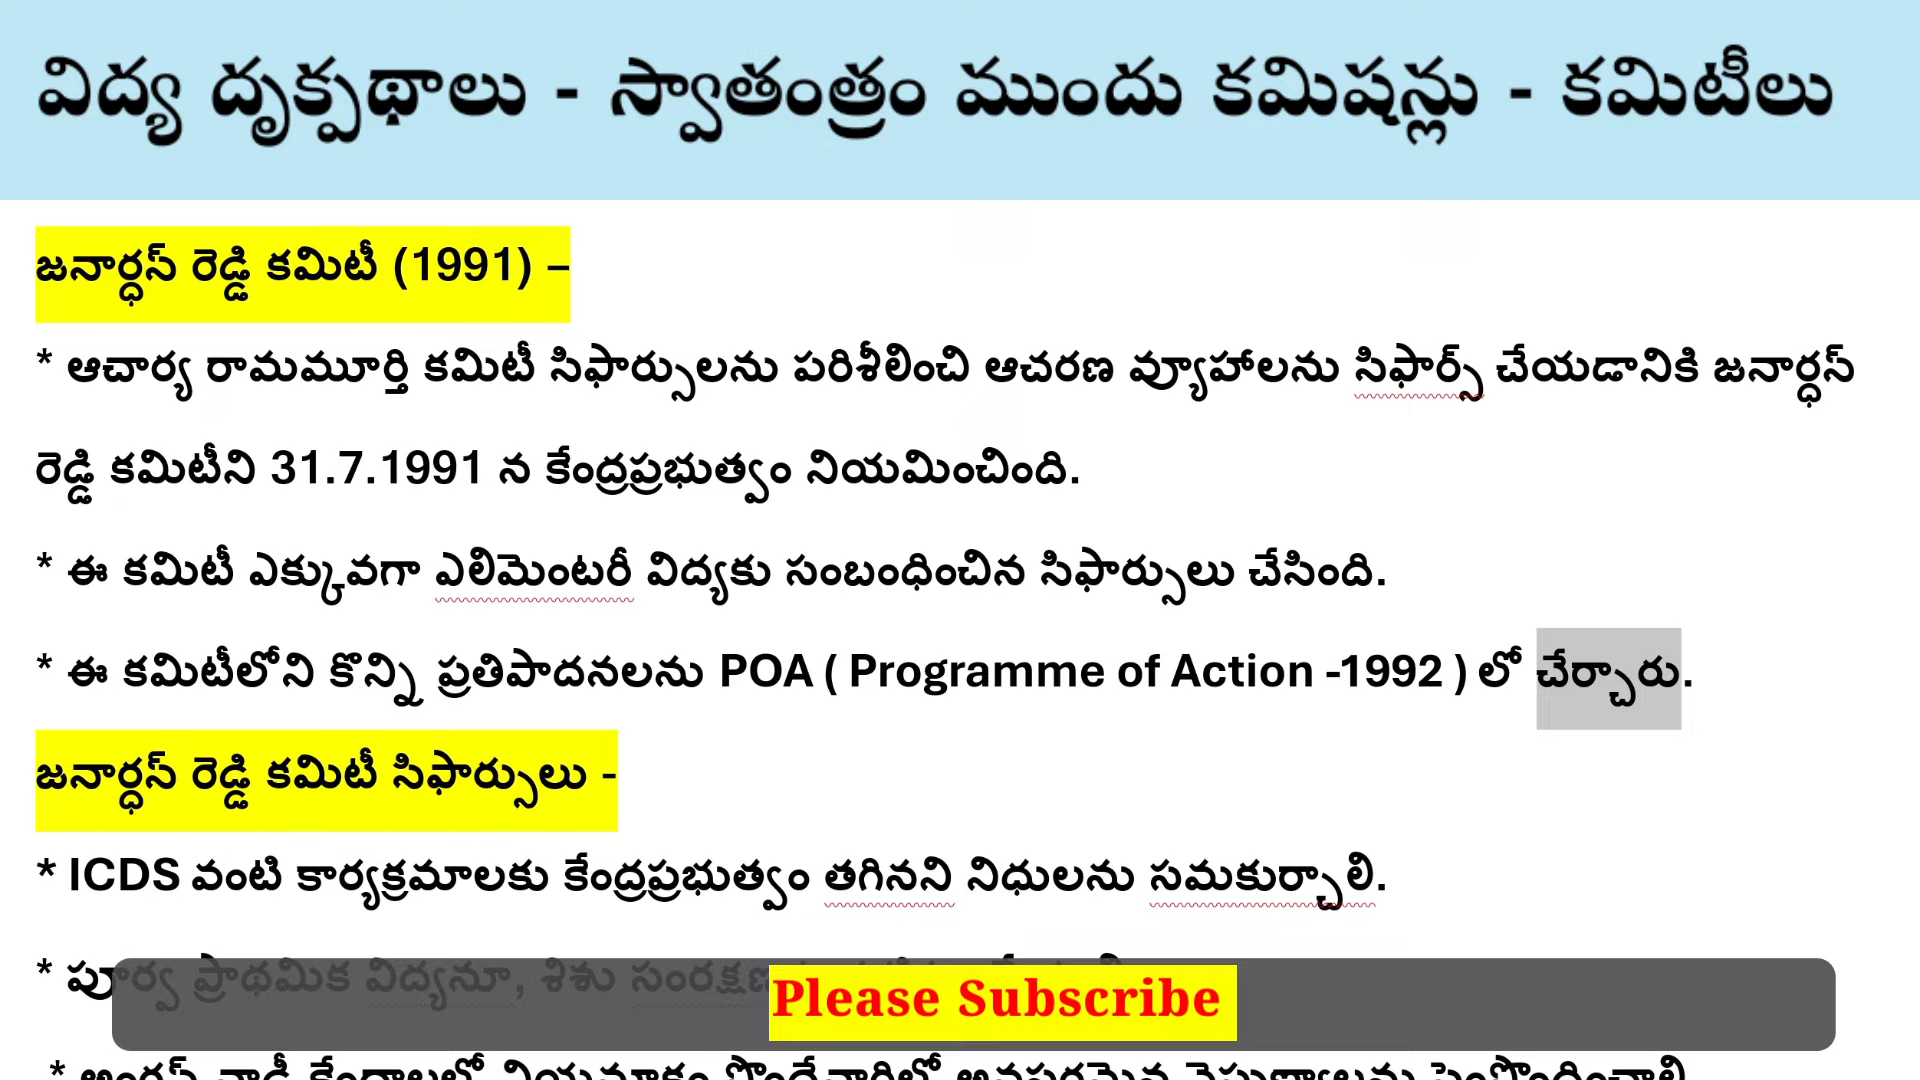 విద్య దృక్పథాలు - స్వాతంత్రం ముందు కమిషన్లు - కమిటీలు
జనార్ధన్ రెడ్డి కమిటీ (1991) –
* ఆచార్య రామమూర్తి కమిటీ సిఫార్సులను పరిశీలించి ఆచరణ వ్యూహాలను సిఫార్స్ చేయడానికి జనార్ధన్
రెడ్డి కమిటీని 31.7.1991 న కేంద్రప్రభుత్వం నియమించింది.
* ఈ కమిటీ ఎక్కువగా ఎలిమెంటరీ విద్యకు సంబంధించిన సిఫార్సులు చేసింది.
* ఈ కమిటీలోని కొన్ని ప్రతిపాదనలను POA ( Programme of Action -1992 ) లో చేర్చారు.
జనార్ధన్ రెడ్డి కమిటీ సిఫార్సులు -
* ICDS వంటి కార్యక్రమాలకు కేంద్రప్రభుత్వం తగినని నిధులను సమకుర్చాలి.
* పూర్వ ప్రాథమిక విద్యనూ, శిశు
Please Subscribe